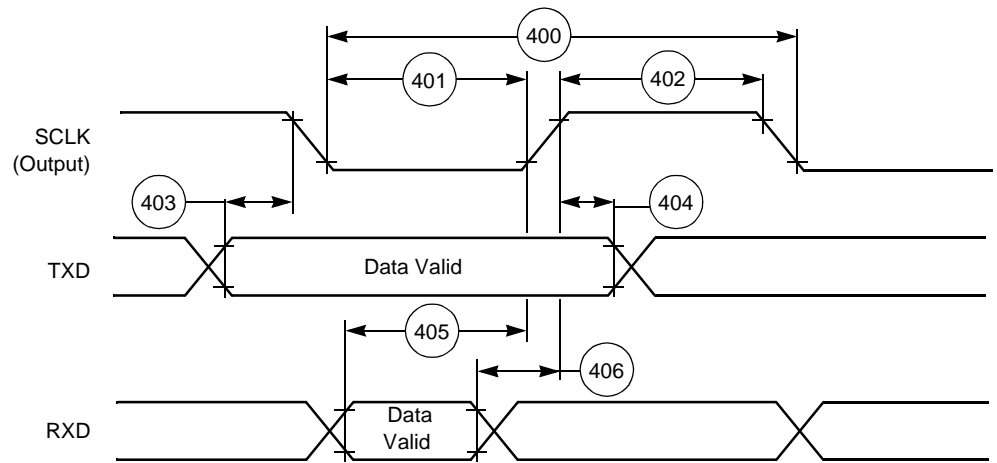 400
401
402
SCLK
(Output)
403
404
TXD
Data Valid
405
406
RXD
Data
Valid